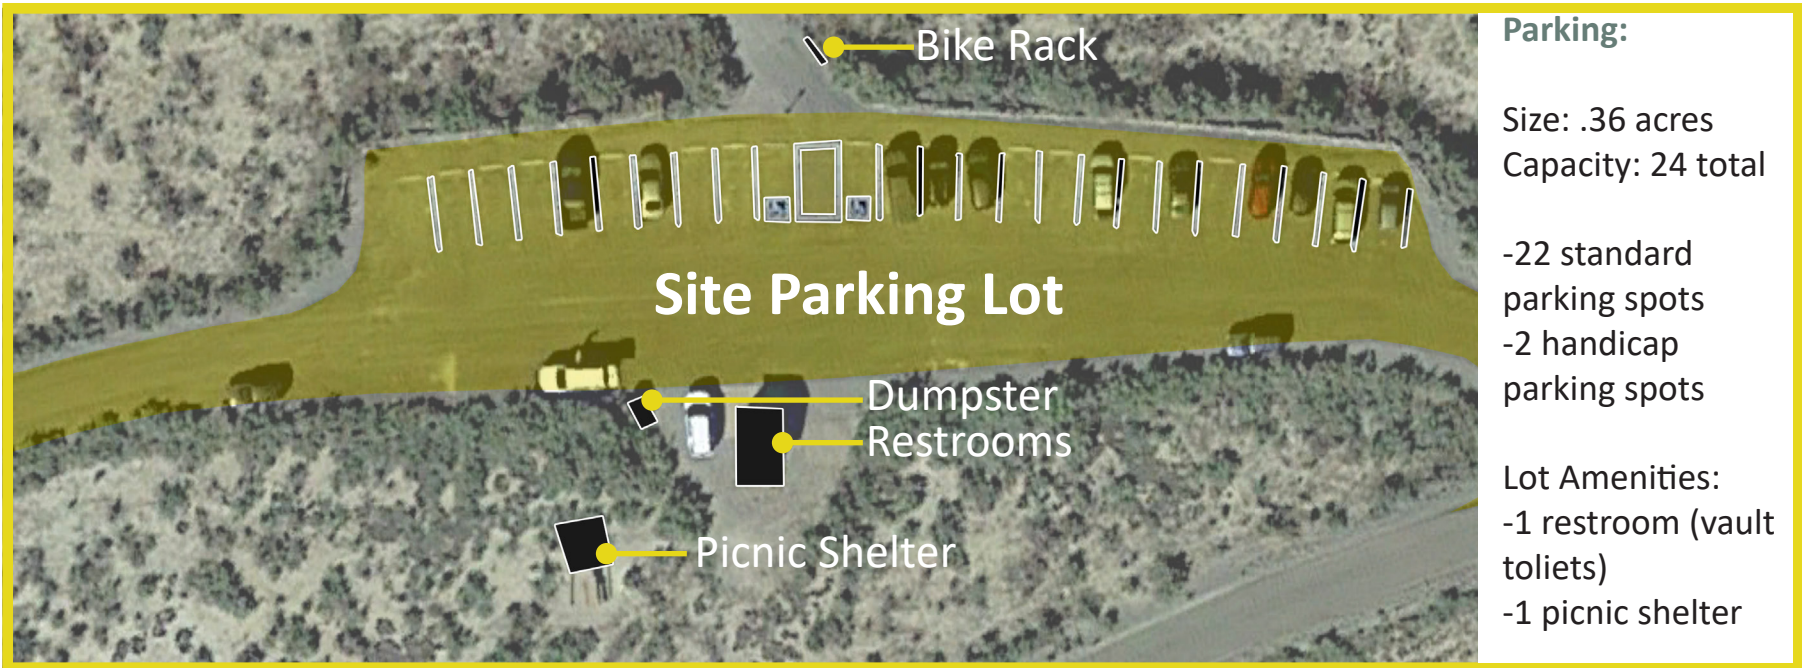 Bike Rack
Site Parking Lot
Dumpster
Restrooms
Picnic Shelter
Parking:
Size: .36 acres
Capacity: 24 total
-22 standard
parking spots
-2 handicap
parking spots
Lot Amenities:
-1 restroom (vault
toliets)
-1 picnic shelter